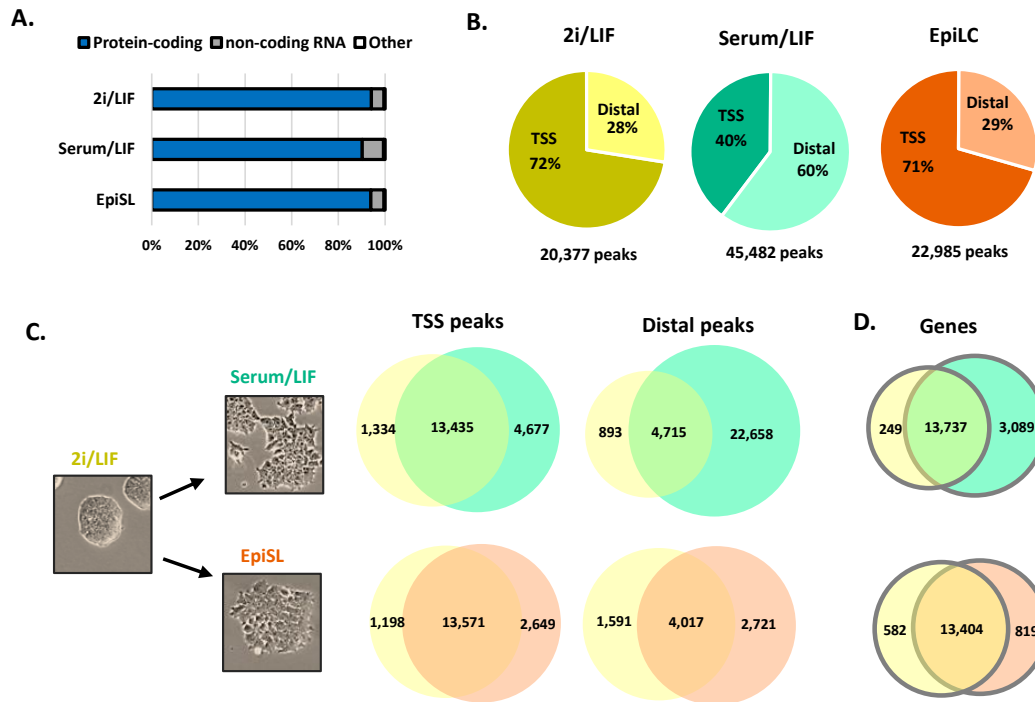 A.
Protein-coding non-coding RNA Other
2i/LIF
Serum/LIF
EpiSL
0% 20% 40% 60% 80% 100%
B.
2i/LIF Serum/LIF EpiLC
Distal
28%
TSS
72%
TSS
40%
Distal
60%
Distal
29%
TSS
71%
20,377 peaks 45,482 peaks 22,985 peaks
C.
TSS peaks Distal peaks
Serum/LIF
2i/LIF
EpiSL
1,334 13,435 4,677
893 4,715 22,658
1,198 13,571 2,649
1,591 4,017 2,721
D.
Genes
249 13,737 3,089
582 13,404 819